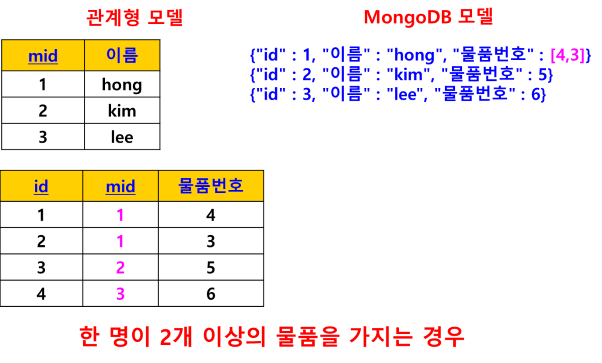 관계형 모델
MongoDB 모델
mid 이름
1 hong
2 kim
3 lee
{"id" : 1, "이름" : "hong", "물품번호" : [4,3]}
{"id" : 2, "이름" : "kim", "물품번호" : 5}
{"id" : 3, "이름" : "lee", "물품번호" : 6}
id mid 물품번호
1 1 4
2 1 3
3 2 5
4 3 6
한 명이 2개 이상의 물품을 가지는 경우